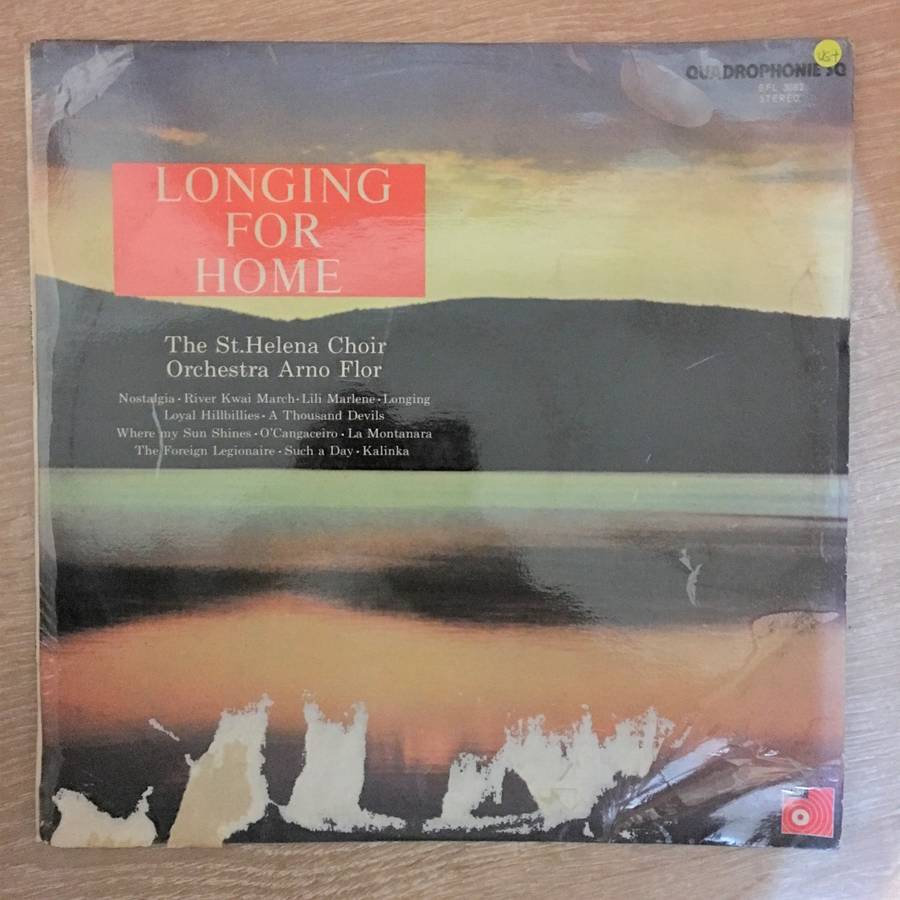 VG+
QUADROPHONIE SQ
STEREO
LONGING
FOR
HOME
The St.Helena Choir
Orchestra Arno Flor
Nostalgia · River Kwai March · Lili Marlene · Longing
Loyal Hillbillies · A Thousand Devils
Where my Sun Shines · O'Cangaceiro · La Montanara
The Foreign Legionaire · Such a Day · Kalinka